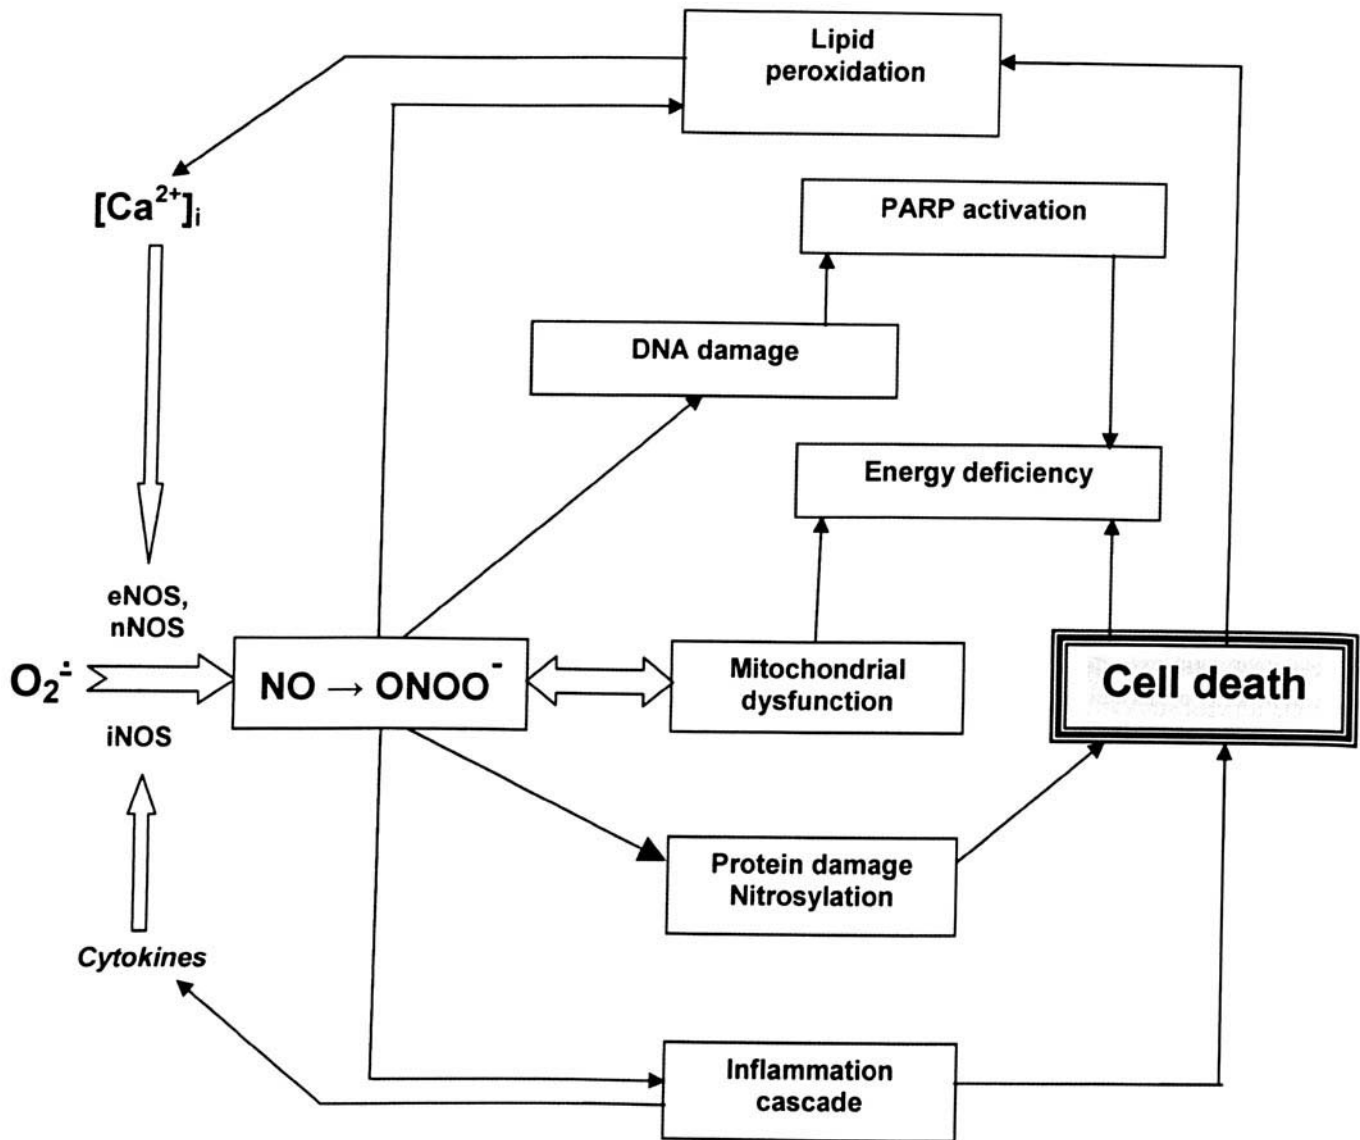 Lipid
peroxidation
[Ca²⁺]ᵢ
PARP activation
DNA damage
Energy deficiency
eNOS,
nNOS
O₂∸
NO → ONOO⁻
Mitochondrial
dysfunction
Cell death
iNOS
Protein damage
Nitrosylation
Cytokines
Inflammation
cascade